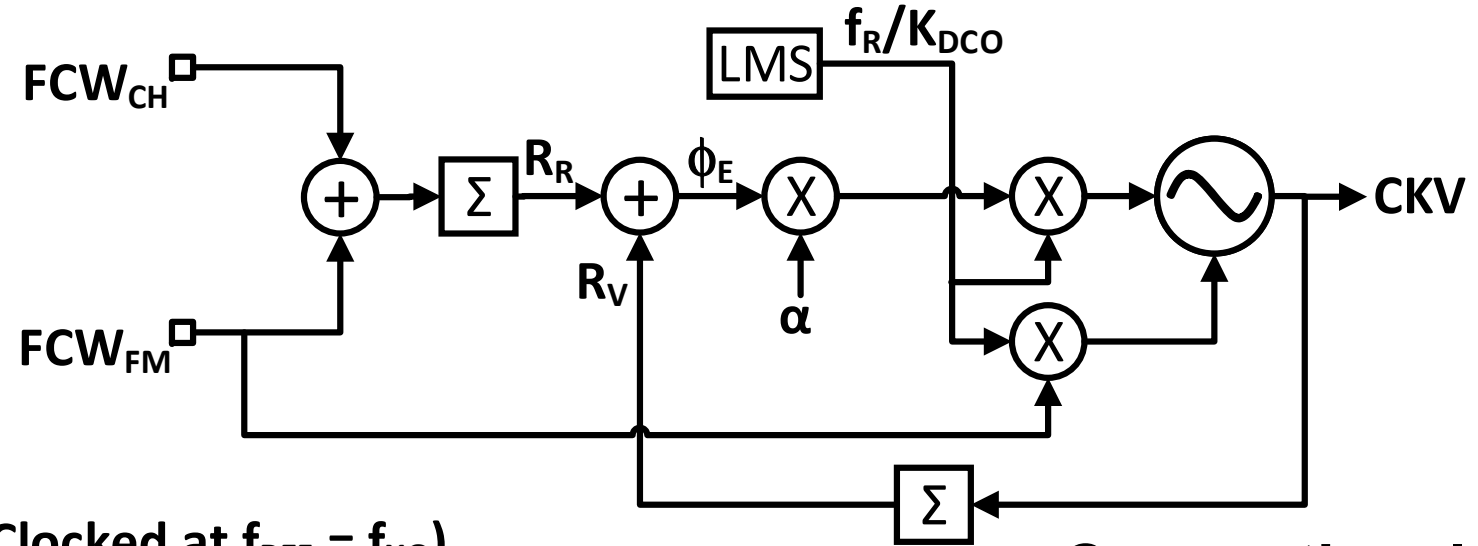 FCW_CH
FCW_FM
+
Σ
R_R
+
R_V
ϕ_E
X
α
LMS
f_R/K_DCO
X
X
CKV
Σ